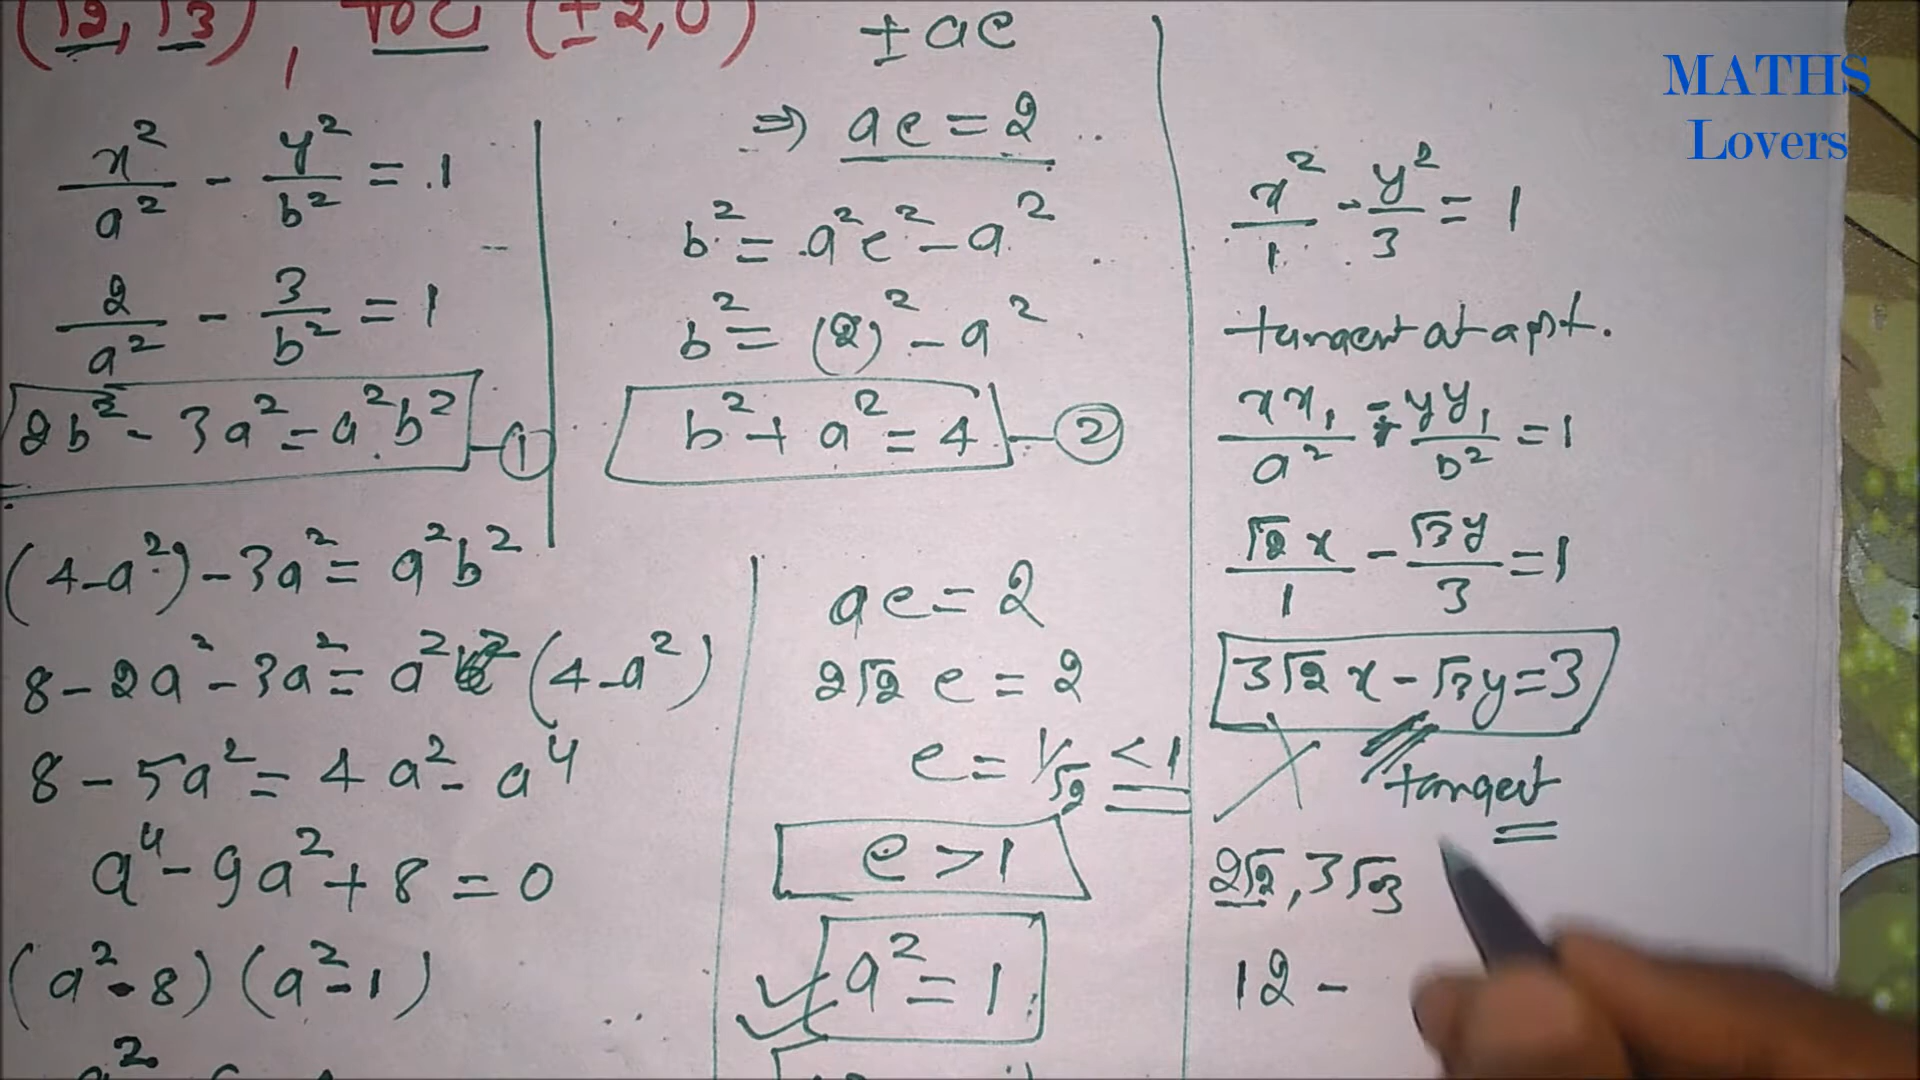 (√2, √3), foci (±2, 0)
x²/a² - y²/b² = 1
2/a² - 3/b² = 1
2b² - 3a² = a²b² - ①
(4-a²) - 3a² = a²b²
8 - 2a² - 3a² = a² (4-a²)
8 - 5a² = 4a² - a⁴
a⁴ - 9a² + 8 = 0
(a² - 8) (a² - 1)
±ae
⇒ ae = 2
b² = a²e² - a²
b² = (2)² - a²
b² + a² = 4 - ②
ae = 2
2√2 e = 2
e = 1/√2 < 1
e > 1
a² = 1
MATHS
Lovers
x²/1 - y²/3 = 1
tangent at a pt.
xx₁/a² - yy₁/b² = 1
√2x/1 - √3y/3 = 1
3√2 x - √3y = 3
tangent
2√2, 3√3
12 -